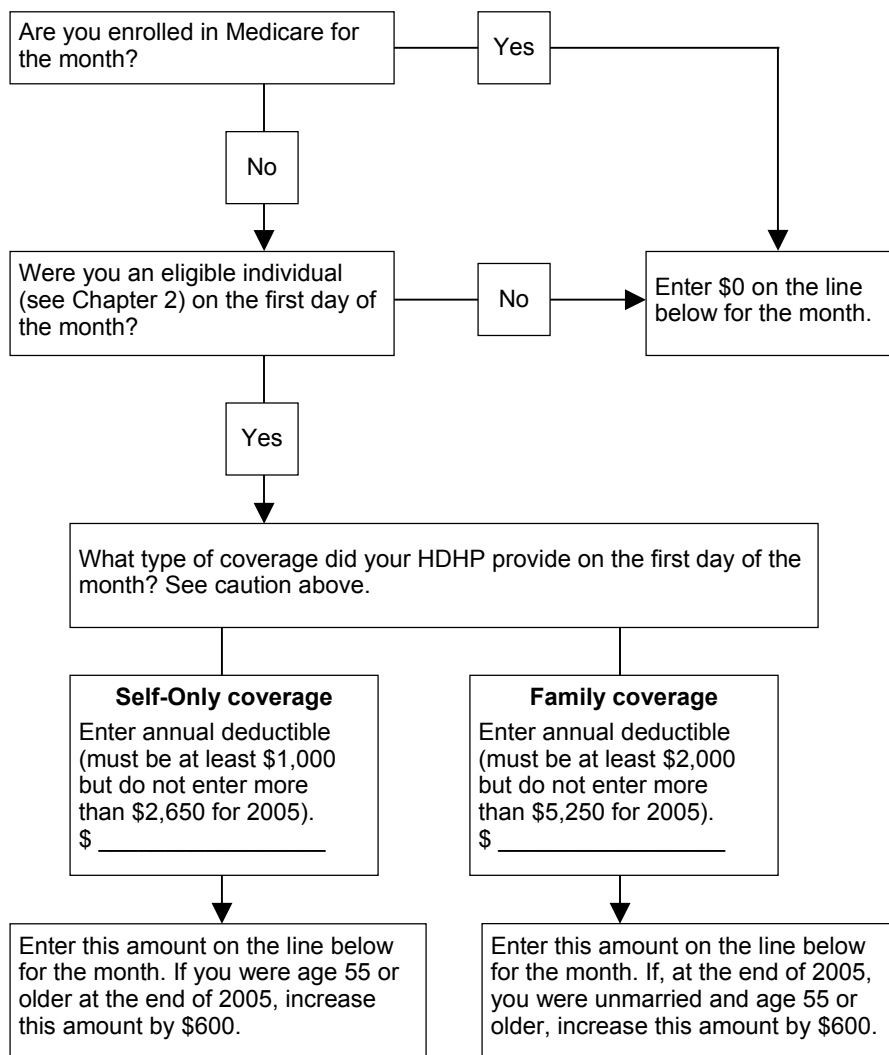 Are you enrolled in Medicare for
the month?
Yes
No
Were you an eligible individual
(see Chapter 2) on the first day of
the month?
No
Enter $0 on the line
below for the month.
Yes
What type of coverage did your HDHP provide on the first day of the
month? See caution above.
Self-Only coverage
Enter annual deductible
(must be at least $1,000
but do not enter more
than $2,650 for 2005).
$ _________________
Family coverage
Enter annual deductible
(must be at least $2,000
but do not enter more
than $5,250 for 2005).
$ _________________
Enter this amount on the line below
for the month. If you were age 55 or
older at the end of 2005, increase
this amount by $600.
Enter this amount on the line below
for the month. If, at the end of 2005,
you were unmarried and age 55 or
older, increase this amount by $600.